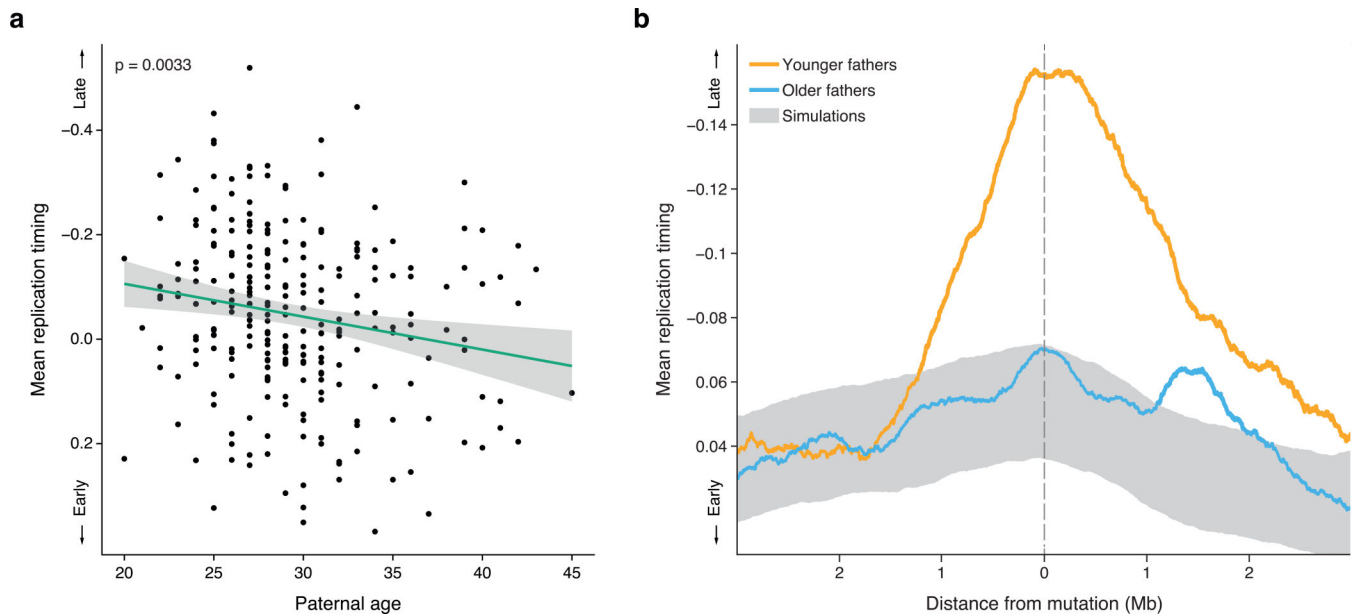 a
p = 0.0033
Late
Early
Mean replication timing
−0.4
−0.2
0.0
0.2
20 25 30 35 40 45
Paternal age
b
Younger fathers
Older fathers
Simulations
Late
Early
Mean replication timing
-0.14
-0.12
-0.1
-0.08
0.06
0.04
2 1 0 1 2
Distance from mutation (Mb)